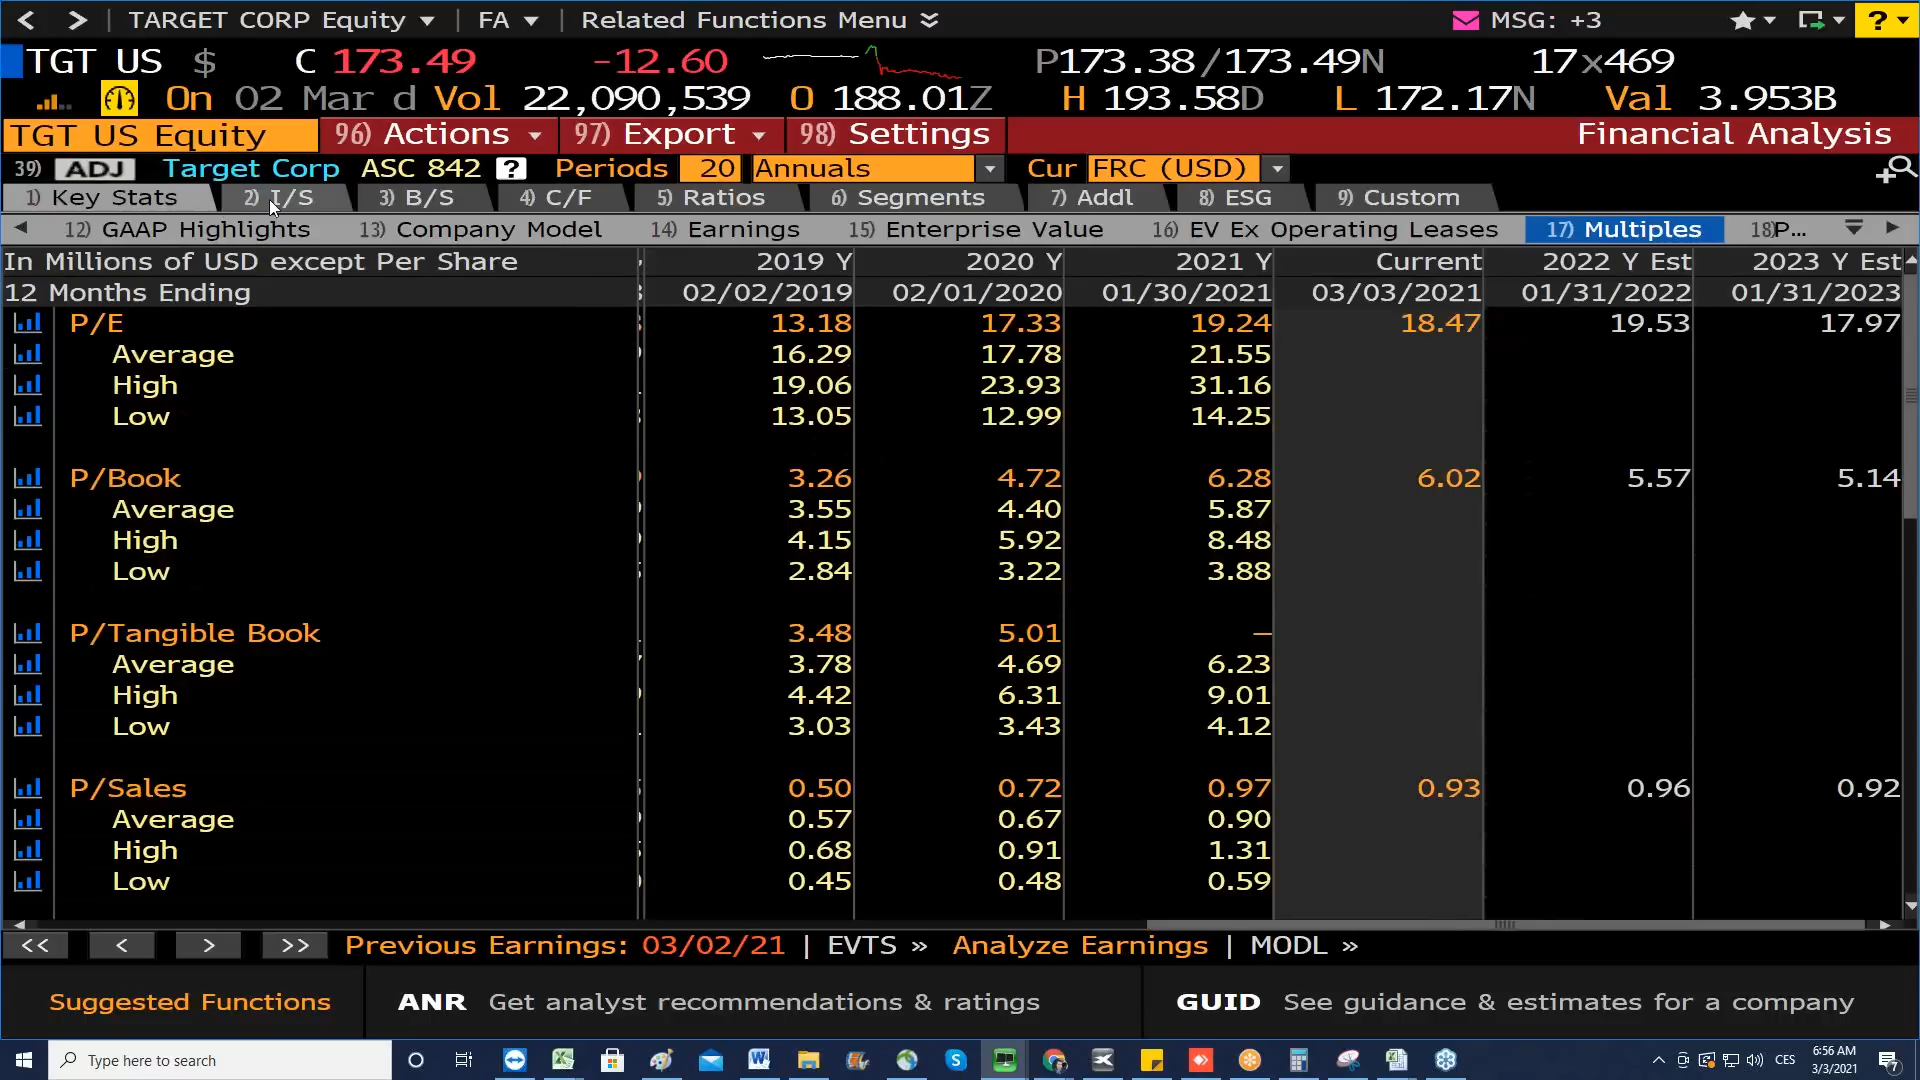 < > TARGET CORP Equity FA Related Functions Menu MSG: +3 ?
TGT US $ C 173.49 -12.60 P173.38/173.49N 17x469
On 02 Mar d Vol 22,090,539 O 188.01Z H 193.58D L 172.17N Val 3.953B
TGT US Equity 96) Actions 97) Export 98) Settings Financial Analysis
39) ADJ Target Corp ASC 842 ? Periods 20 Annuals Cur FRC (USD)
1) Key Stats 2) I/S 3) B/S 4) C/F 5) Ratios 6) Segments 7) Addl 8) ESG 9) Custom
12) GAAP Highlights 13) Company Model 14) Earnings 15) Enterprise Value 16) EV Ex Operating Leases 17) Multiples 18)P...
In Millions of USD except Per Share 2019 Y 2020 Y 2021 Y Current 2022 Y Est 2023 Y Est
12 Months Ending 02/02/2019 02/01/2020 01/30/2021 03/03/2021 01/31/2022 01/31/2023
P/E 13.18 17.33 19.24 18.47 19.53 17.97
Average 16.29 17.78 21.55
High 19.06 23.93 31.16
Low 13.05 12.99 14.25
P/Book 3.26 4.72 6.28 6.02 5.57 5.14
Average 3.55 4.40 5.87
High 4.15 5.92 8.48
Low 2.84 3.22 3.88
P/Tangible Book 3.48 5.01 —
Average 3.78 4.69 6.23
High 4.42 6.31 9.01
Low 3.03 3.43 4.12
P/Sales 0.50 0.72 0.97 0.93 0.96 0.92
Average 0.57 0.67 0.90
High 0.68 0.91 1.31
Low 0.45 0.48 0.59
<< < > >> Previous Earnings: 03/02/21 | EVTS » Analyze Earnings | MODL »
Suggested Functions ANR Get analyst recommendations & ratings GUID See guidance & estimates for a company
Type here to search CES 6:56 AM
3/3/2021 7